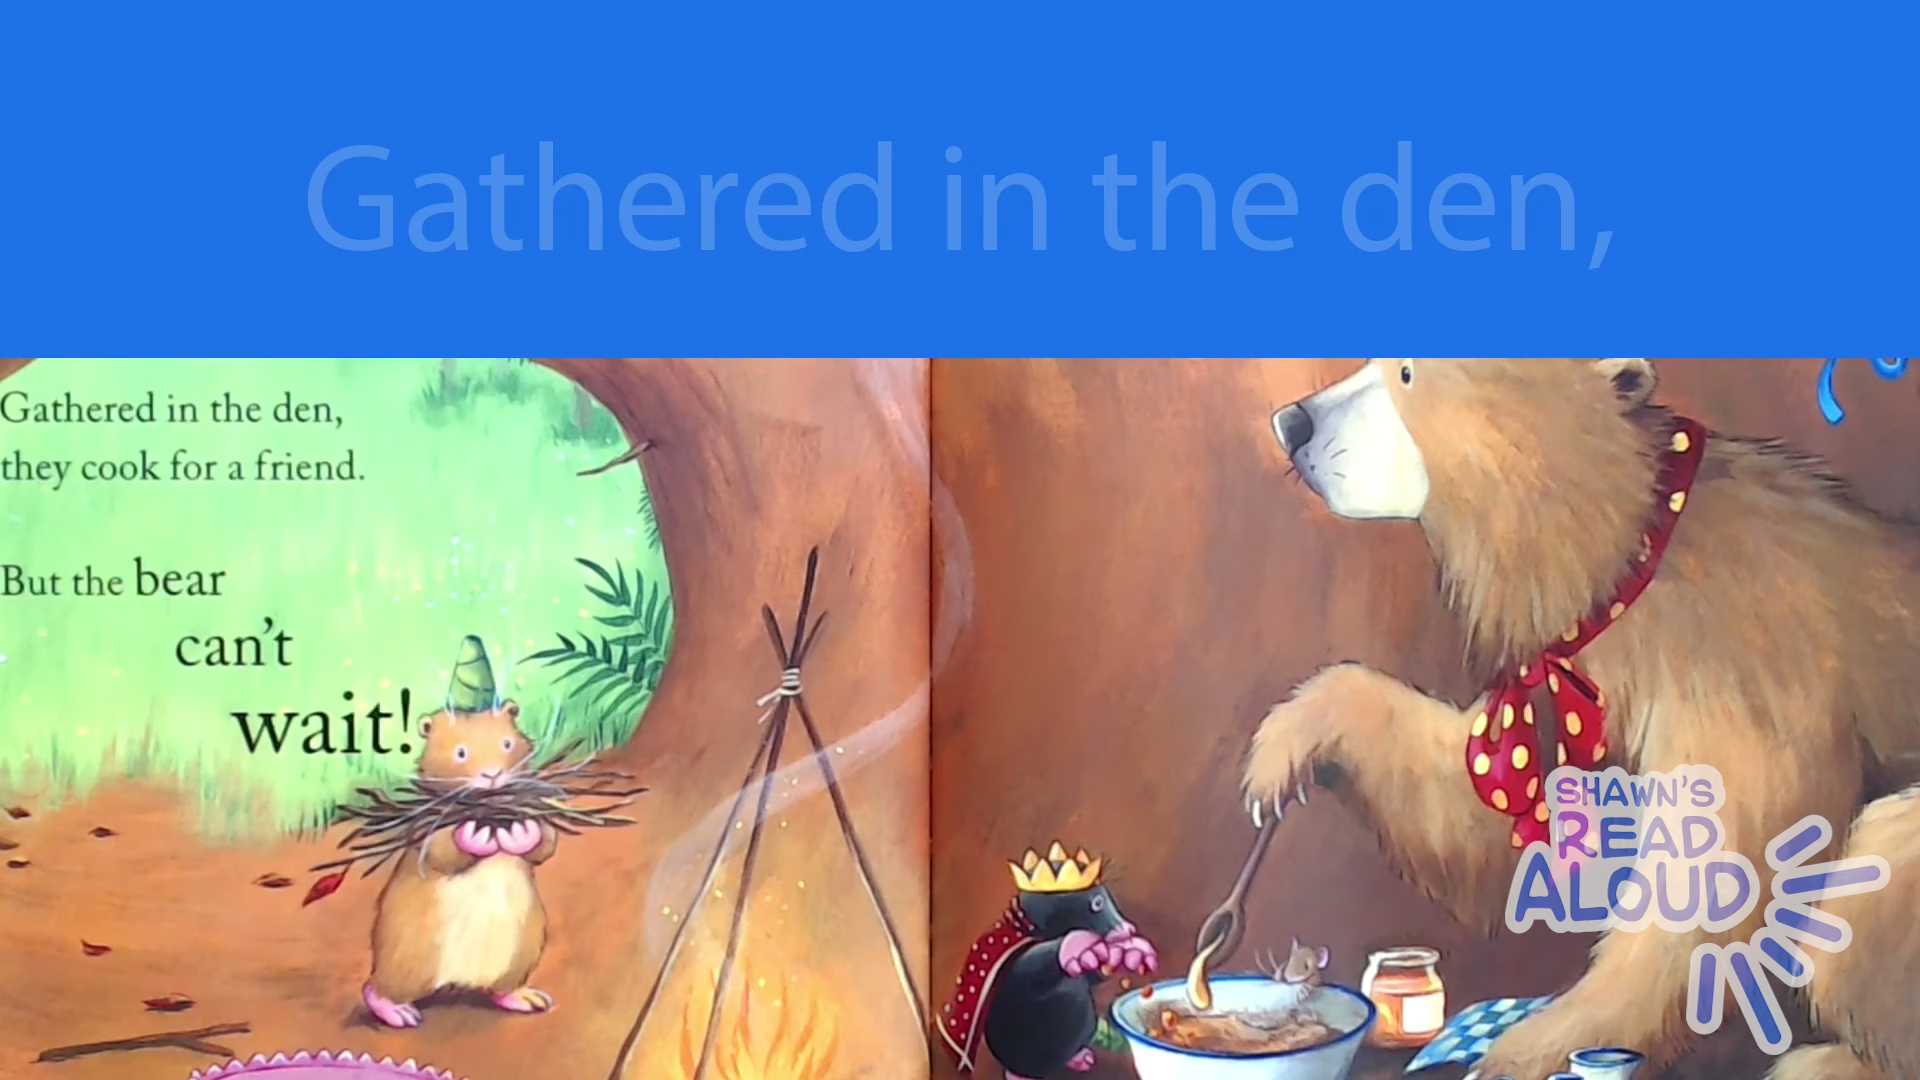 Gathered in the den,
Gathered in the den,
they cook for a friend.
But the bear
can't
wait!
SHAWN'S
READ
ALOUD